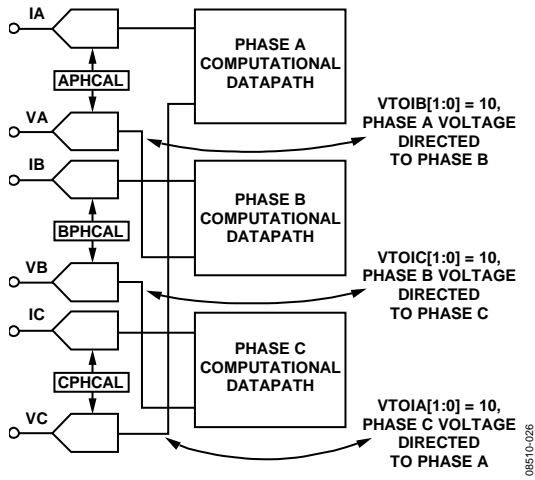 IA
PHASE A
COMPUTATIONAL
DATAPATH
APHCAL
VA
VTOIB[1:0] = 10,
PHASE A VOLTAGE
DIRECTED
TO PHASE B
IB
PHASE B
COMPUTATIONAL
DATAPATH
BPHCAL
VB
VTOIC[1:0] = 10,
PHASE B VOLTAGE
DIRECTED
TO PHASE C
IC
PHASE C
COMPUTATIONAL
DATAPATH
CPHCAL
VC
VTOIA[1:0] = 10,
PHASE C VOLTAGE
DIRECTED
TO PHASE A
08510-026